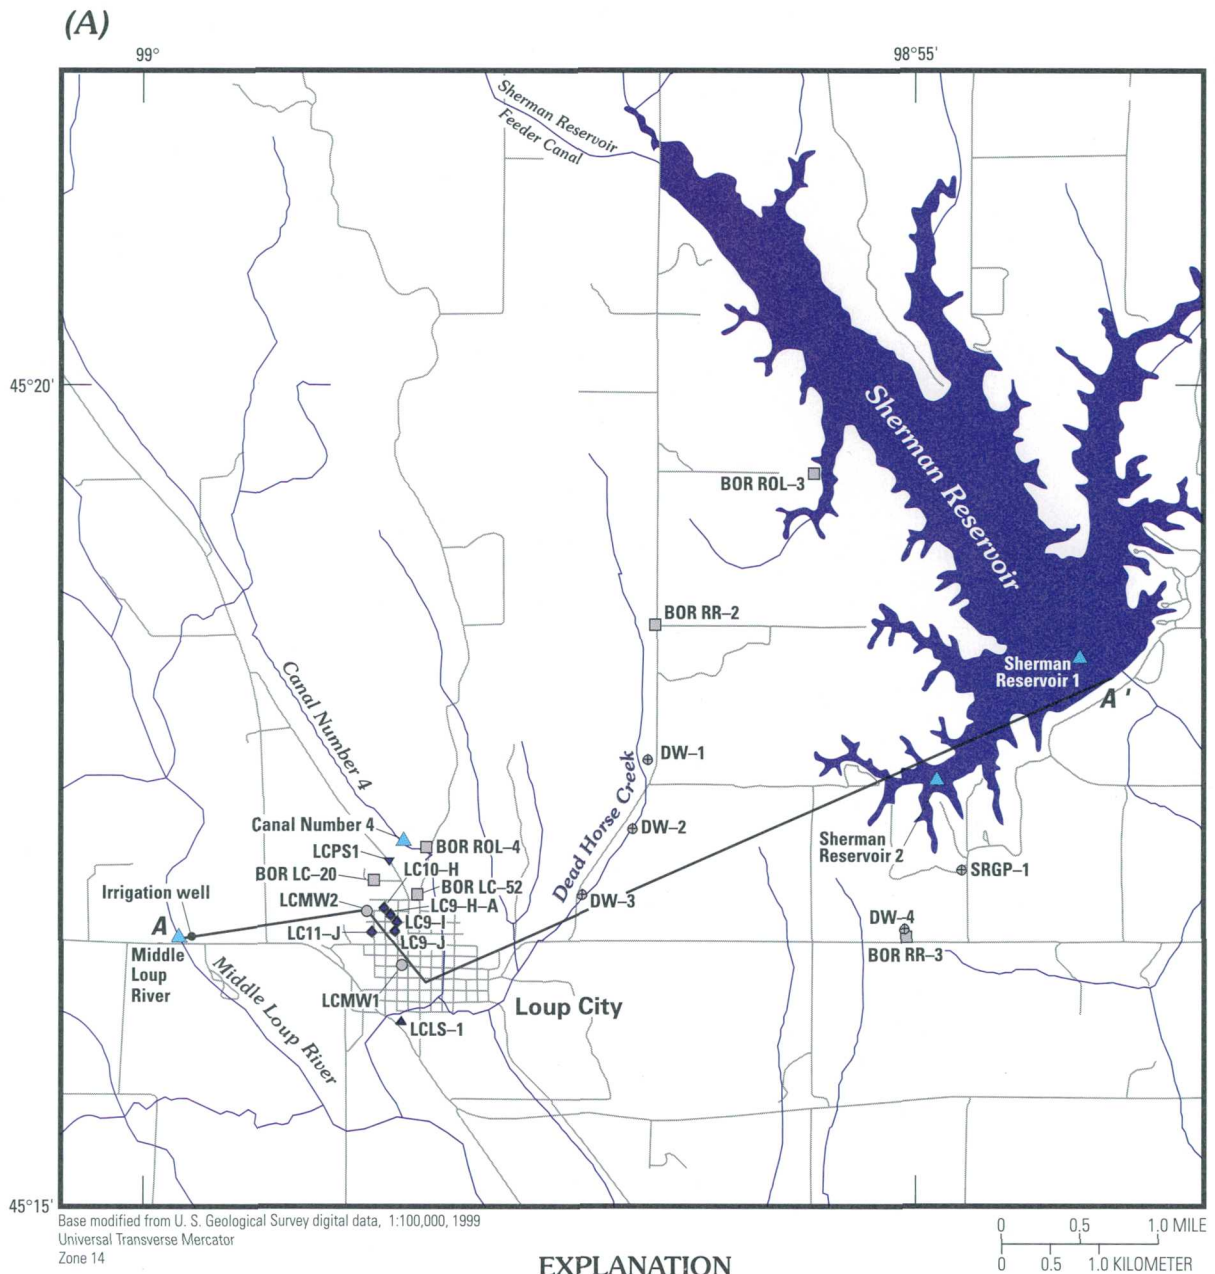 (A)
99°
98°55'
Sherman Reservoir
Feeder Canal
45°20'
Sherman Reservoir
BOR ROL–3
BOR RR–2
Sherman
Reservoir 1
A'
Canal Number 4
DW–1
Dead Horse Creek
DW–2
Canal Number 4
BOR ROL–4
LCPS1
LC10–H
BOR LC–20
BOR LC–52
Sherman
Reservoir 2
SRGP–1
Irrigation well
LCMW2
LC9–H–A
DW–3
A
LC9–I
LC11–J
LC9–J
DW–4
BOR RR–3
Middle
Loup
River
Middle Loup River
LCMW1
Loup City
LCLS–1
45°15'
Base modified from U. S. Geological Survey digital data, 1:100,000, 1999
Universal Transverse Mercator
Zone 14
0 0.5 1.0 MILE
0 0.5 1.0 KILOMETER
EXPLANATION